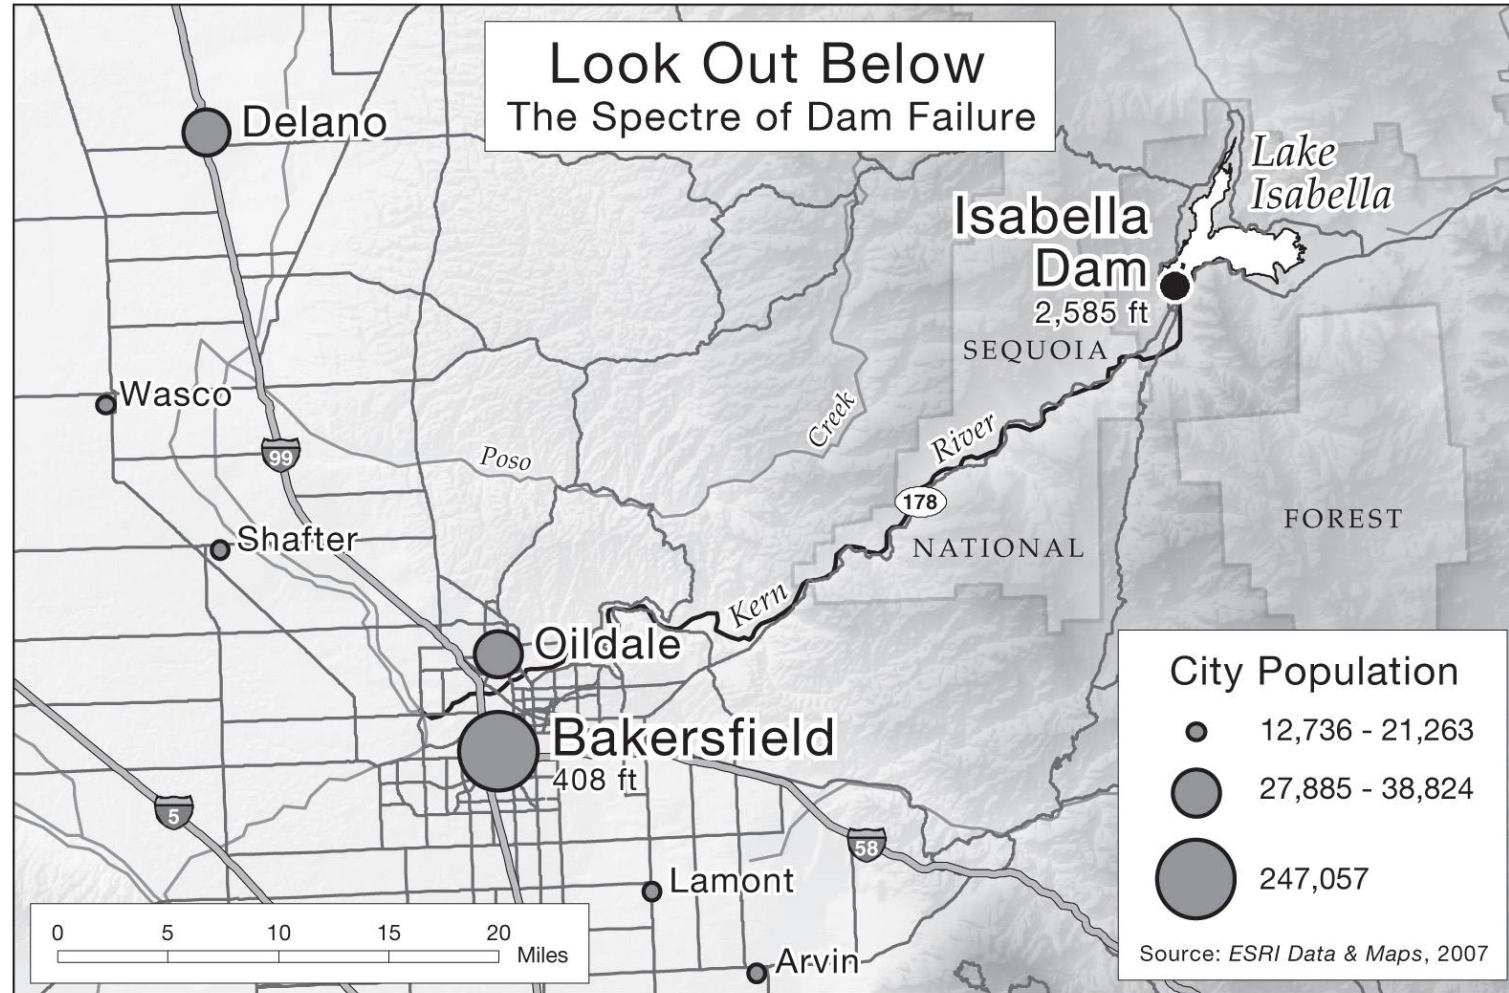 Look Out Below
The Spectre of Dam Failure
Delano
Lake
Isabella
Isabella
Dam
2,585 ft
SEQUOIA
Wasco
Creek
River
Poso
99
178
FOREST
Shafter
NATIONAL
Kern
Oildale
Bakersfield
408 ft
5
58
Lamont
Arvin
0 5 10 15 20
Miles
City Population
12,736 - 21,263
27,885 - 38,824
247,057
Source: ESRI Data & Maps, 2007